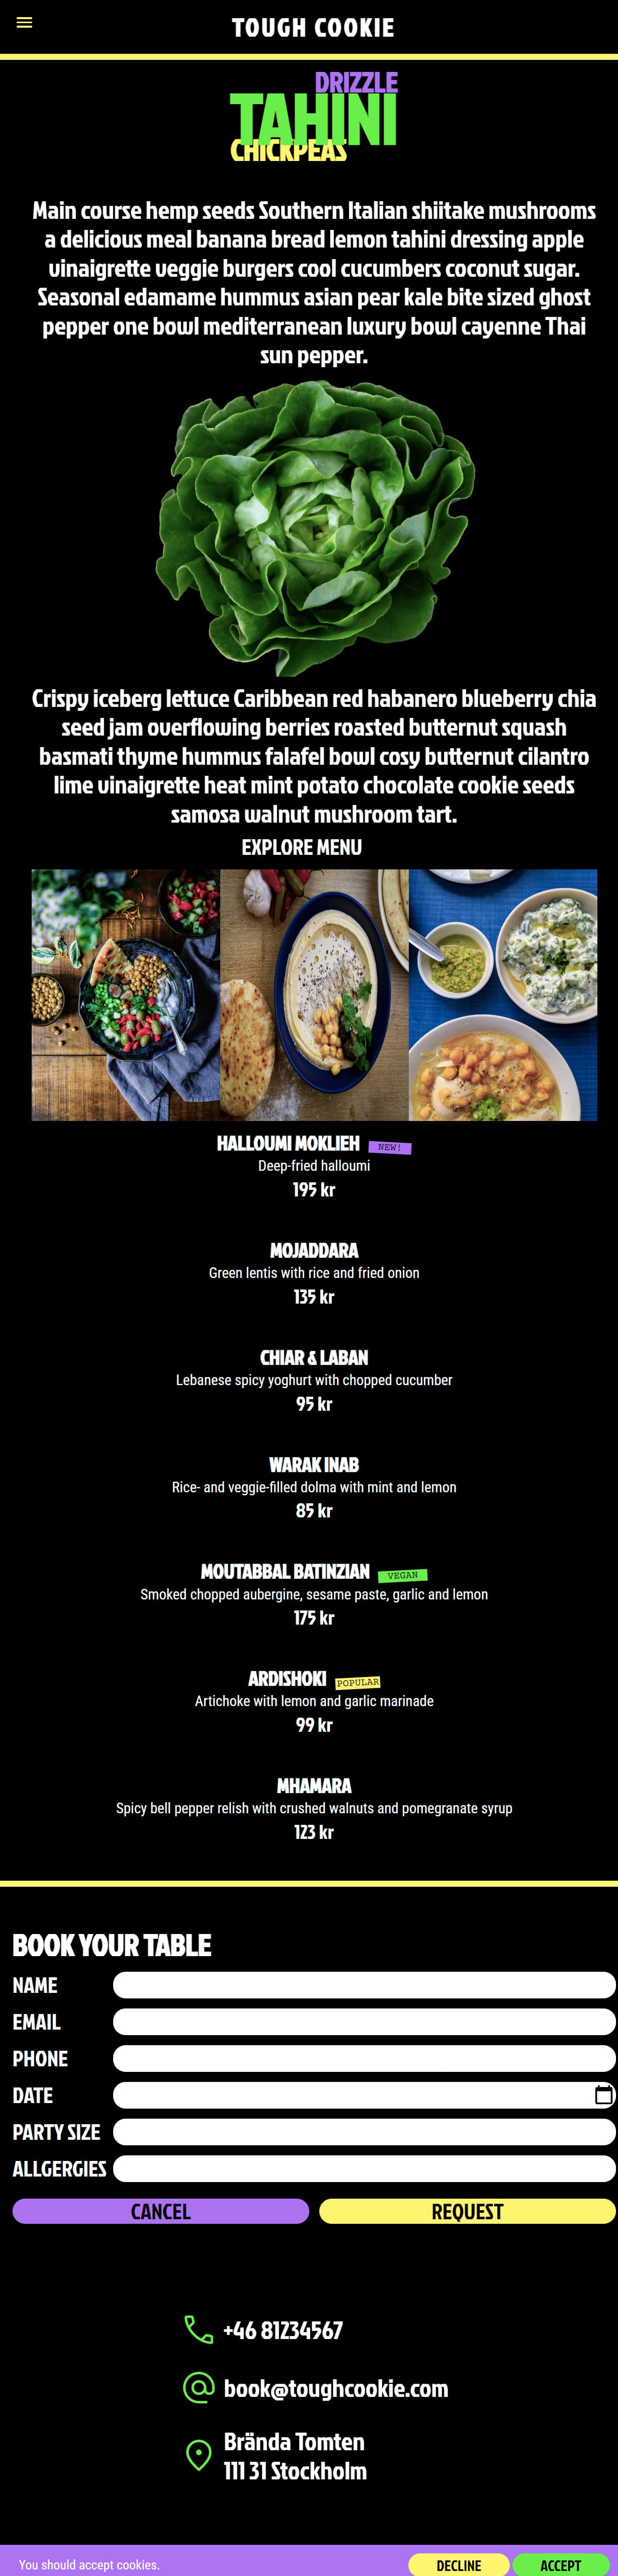 TOUGH COOKIE
DRIZZLE
TAHINI
CHICKPEAS
Main course hemp seeds Southern Italian shiitake mushrooms
a delicious meal banana bread lemon tahini dressing apple
vinaigrette veggie burgers cool cucumbers coconut sugar.
Seasonal edamame hummus asian pear kale bite sized ghost
pepper one bowl mediterranean luxury bowl cayenne Thai
sun pepper.
Crispy iceberg lettuce Caribbean red habanero blueberry chia
seed jam overflowing berries roasted butternut squash
basmati thyme hummus falafel bowl cosy butternut cilantro
lime vinaigrette heat mint potato chocolate cookie seeds
samosa walnut mushroom tart.
EXPLORE MENU
HALLOUMI MOKLIEH NEW!
Deep-fried halloumi
195 kr
MOJADDARA
Green lentis with rice and fried onion
135 kr
CHIAR & LABAN
Lebanese spicy yoghurt with chopped cucumber
95 kr
WARAK INAB
Rice- and veggie-filled dolma with mint and lemon
85 kr
MOUTABBAL BATINZIAN VEGAN
Smoked chopped aubergine, sesame paste, garlic and lemon
175 kr
ARDISHOKI POPULAR
Artichoke with lemon and garlic marinade
99 kr
MHAMARA
Spicy bell pepper relish with crushed walnuts and pomegranate syrup
123 kr
BOOK YOUR TABLE
NAME
EMAIL
PHONE
DATE
PARTY SIZE
ALLGERGIES
CANCEL REQUEST
+46 81234567
book@toughcookie.com
Brända Tomten
111 31 Stockholm
You should accept cookies. DECLINE ACCEPT